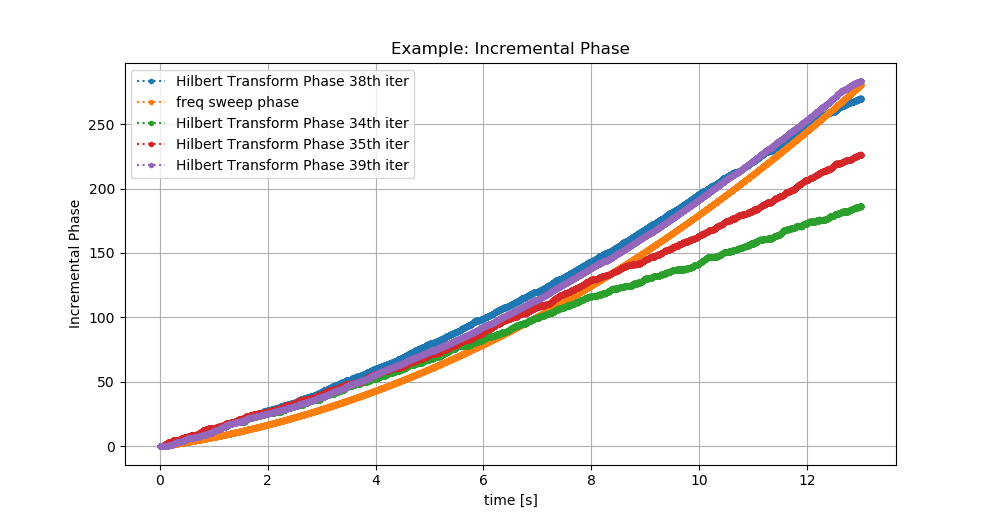 Example: Incremental Phase
Hilbert Transform Phase 38th iter
freq sweep phase
Hilbert Transform Phase 34th iter
Hilbert Transform Phase 35th iter
Hilbert Transform Phase 39th iter
Incremental Phase
250
200
150
100
50
0
0 2 4 6 8 10 12
time [s]